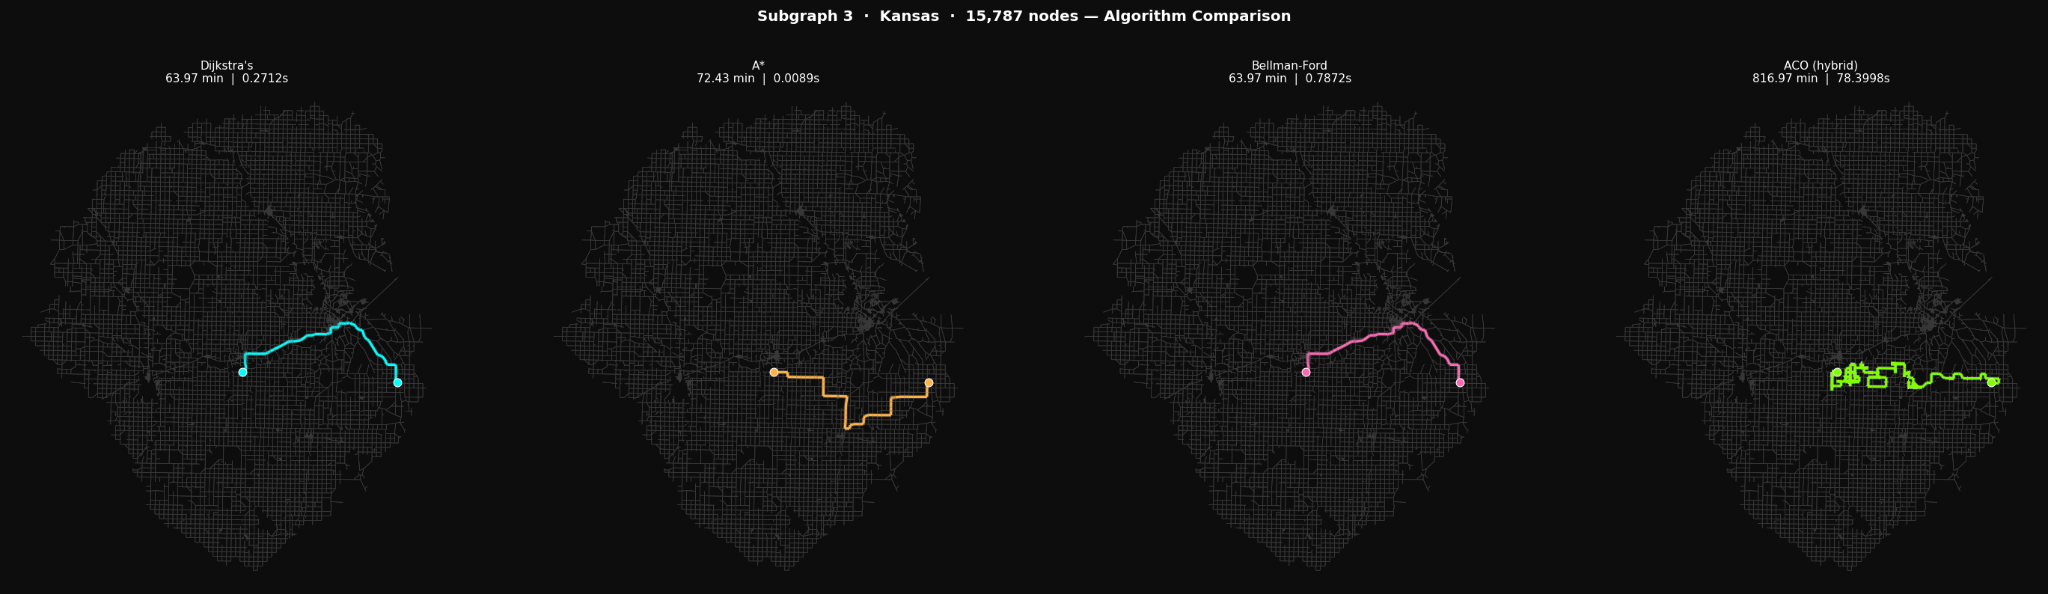 Subgraph 3 · Kansas · 15,787 nodes — Algorithm Comparison
Dijkstra's
63.97 min | 0.2712s
A*
72.43 min | 0.0089s
Bellman-Ford
63.97 min | 0.7872s
ACO (hybrid)
816.97 min | 78.3998s